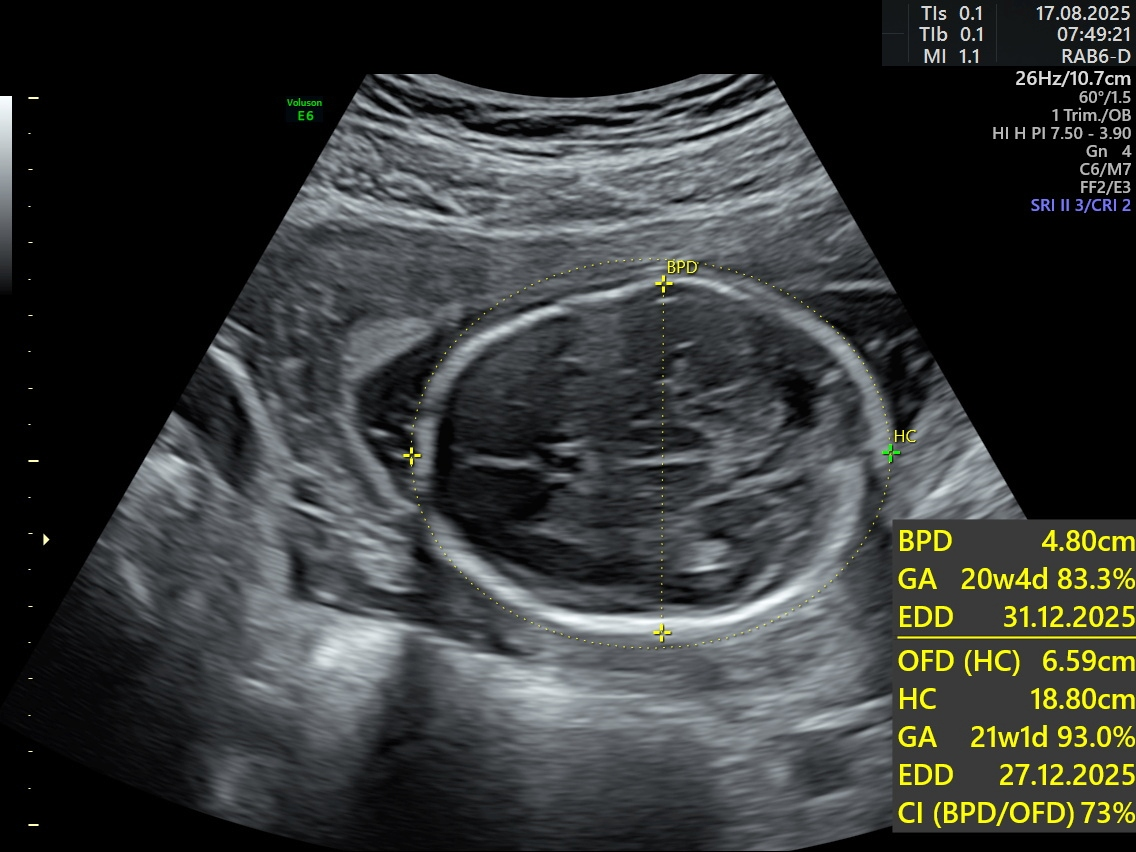 TIs 0.1 17.08.2025
TIb 0.1 07:49:21
MI 1.1 RAB6-D
26Hz/10.7cm
60°/1.5
1 Trim./OB
HI H PI 7.50 - 3.90
Gn 4
C6/M7
FF2/E3
SRI II 3/CRI 2
Voluson
E6
BPD
HC
BPD 4.80cm
GA 20w4d 83.3%
EDD 31.12.2025
OFD (HC) 6.59cm
HC 18.80cm
GA 21w1d 93.0%
EDD 27.12.2025
CI (BPD/OFD) 73%